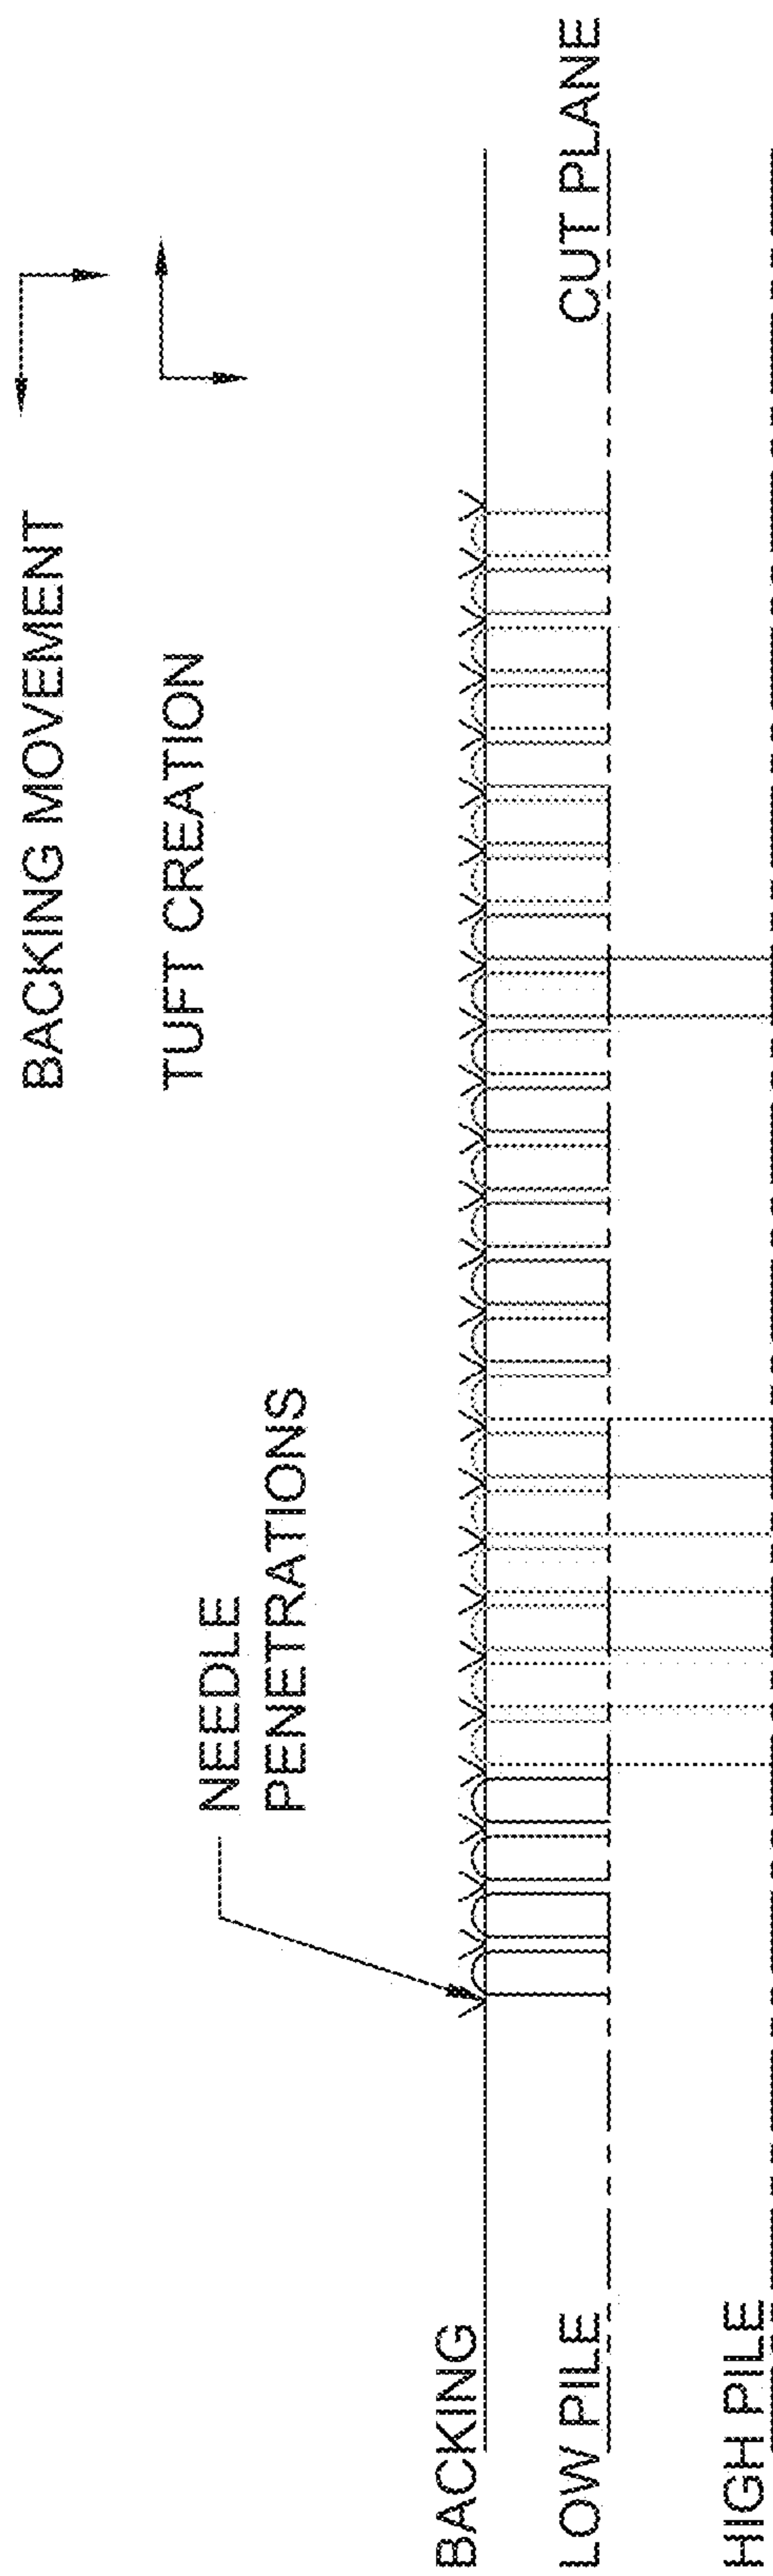 BACKING MOVEMENT
TUFT CREATION
NEEDLE
PENETRATIONS
BACKING
LOW PILE
CUT PLANE
HIGH PILE